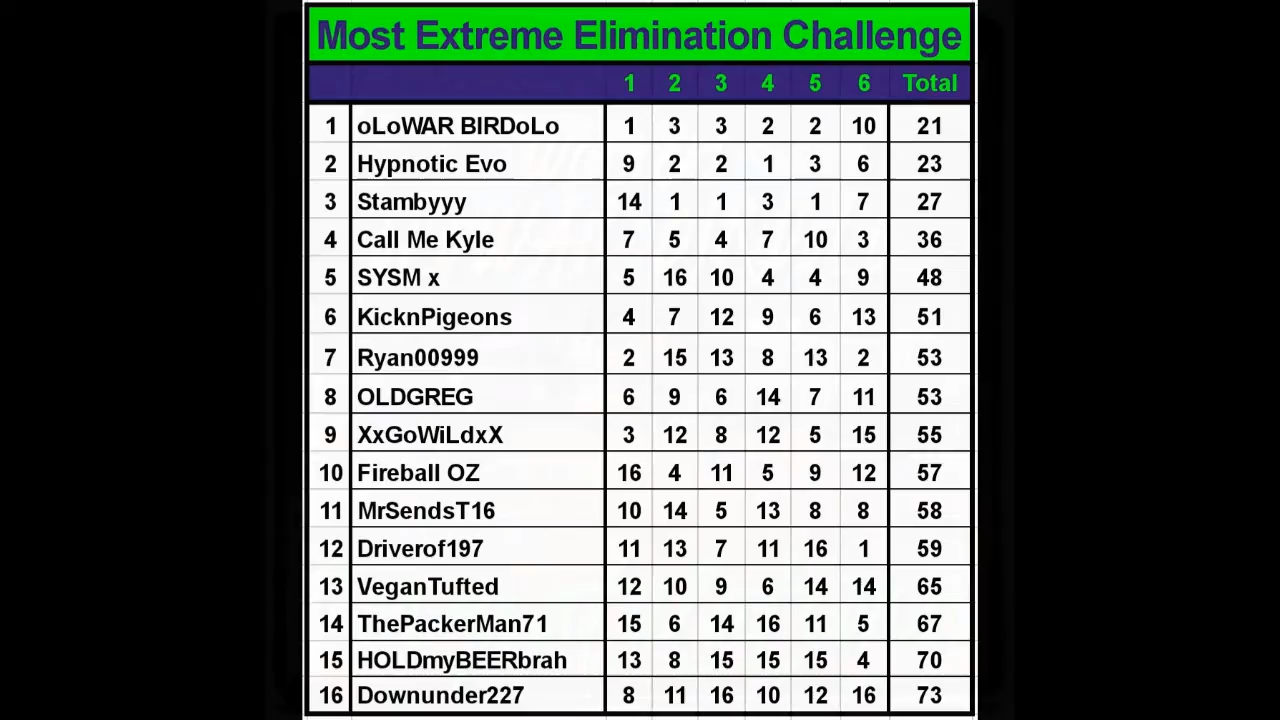 Most Extreme Elimination Challenge
1 2 3 4 5 6 Total
1 oLoWAR BIRDoLo 1 3 3 2 2 10 21
2 Hypnotic Evo 9 2 2 1 3 6 23
3 Stambyyy 14 1 1 3 1 7 27
4 Call Me Kyle 7 5 4 7 10 3 36
5 SYSM x 5 16 10 4 4 9 48
6 KicknPigeons 4 7 12 9 6 13 51
7 Ryan00999 2 15 13 8 13 2 53
8 OLDGREG 6 9 6 14 7 11 53
9 XxGoWiLdxX 3 12 8 12 5 15 55
10 Fireball OZ 16 4 11 5 9 12 57
11 MrSendsT16 10 14 5 13 8 8 58
12 Driverof197 11 13 7 11 16 1 59
13 VeganTufted 12 10 9 6 14 14 65
14 ThePackerMan71 15 6 14 16 11 5 67
15 HOLDmyBEERbrah 13 8 15 15 15 4 70
16 Downunder227 8 11 16 10 12 16 73